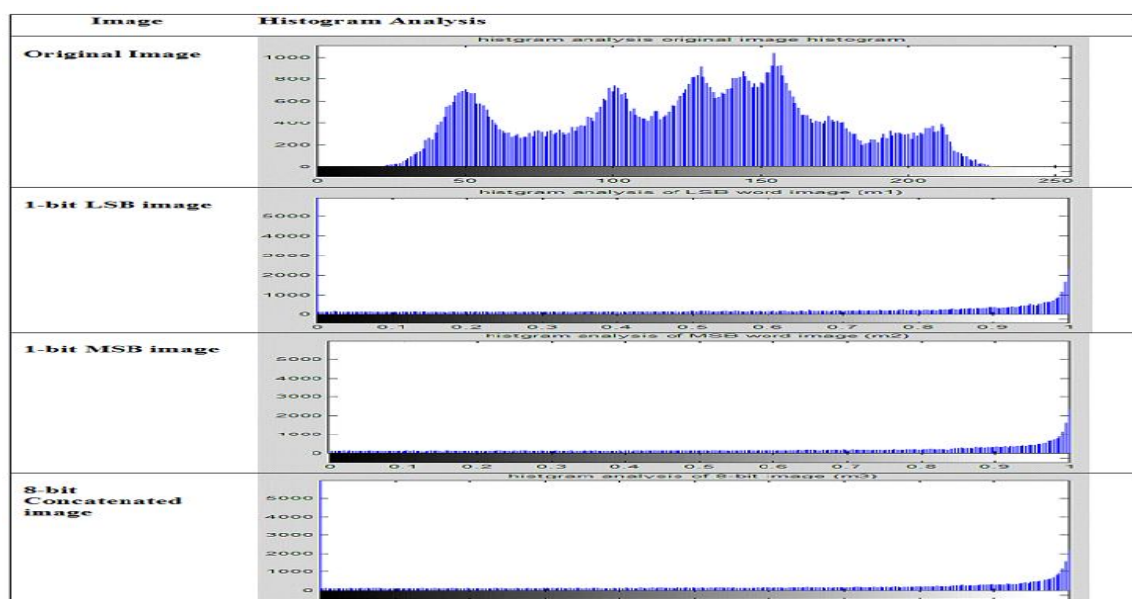 Image Histogram Analysis
Original Image
histgram analysis original image histogram
1000
800
600
400
200
0
0 50 100 150 200 250
1-bit LSB image
histgram analysis of LSB word image (m1)
5000
4000
3000
2000
1000
0
0 0.1 0.2 0.3 0.4 0.5 0.6 0.7 0.8 0.9 1
1-bit MSB image
histgram analysis of MSB word image (m2)
5000
4000
3000
2000
1000
0
0 0.1 0.2 0.3 0.4 0.5 0.6 0.7 0.8 0.9 1
8-bit
Concatenated
image
histgram analysis of 8-bit image (m3)
5000
4000
3000
2000
1000
0